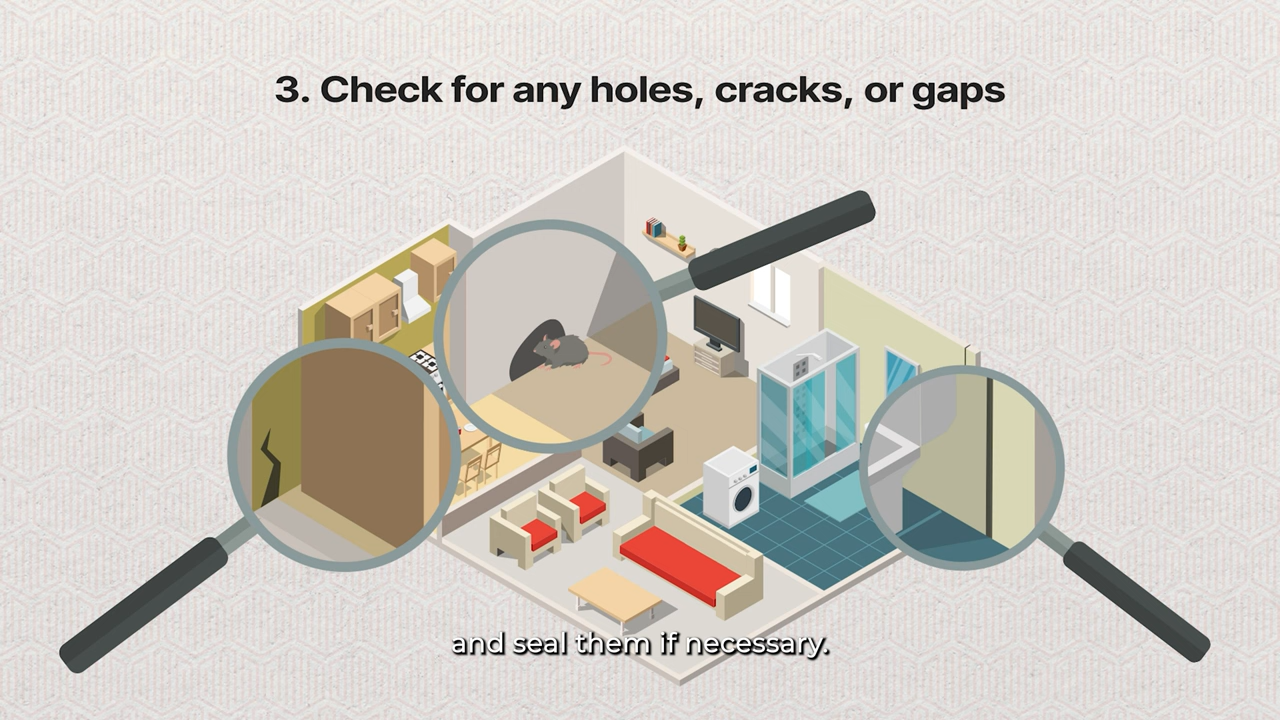 3. Check for any holes, cracks, or gaps
and seal them if necessary.